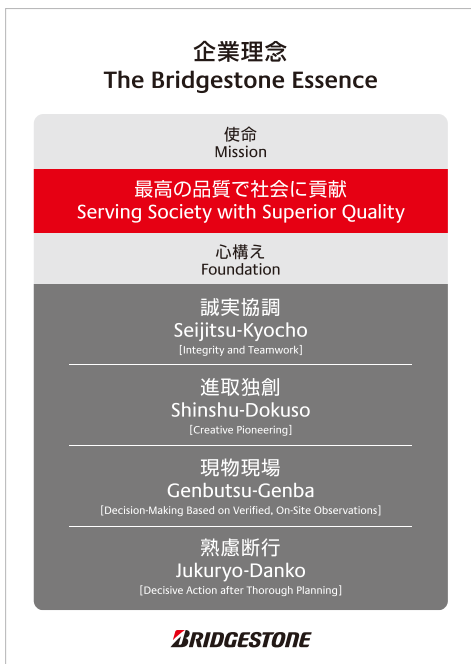 企業理念
The Bridgestone Essence
使命
Mission
最高の品質で社会に貢献
Serving Society with Superior Quality
心構え
Foundation
誠実協調
Seijitsu-Kyocho
[Integrity and Teamwork]
進取独創
Shinshu-Dokuso
[Creative Pioneering]
現物現場
Genbutsu-Genba
[Decision-Making Based on Verified, On-Site Observations]
熟慮断行
Jukuryo-Danko
[Decisive Action after Thorough Planning]
BRIDGESTONE